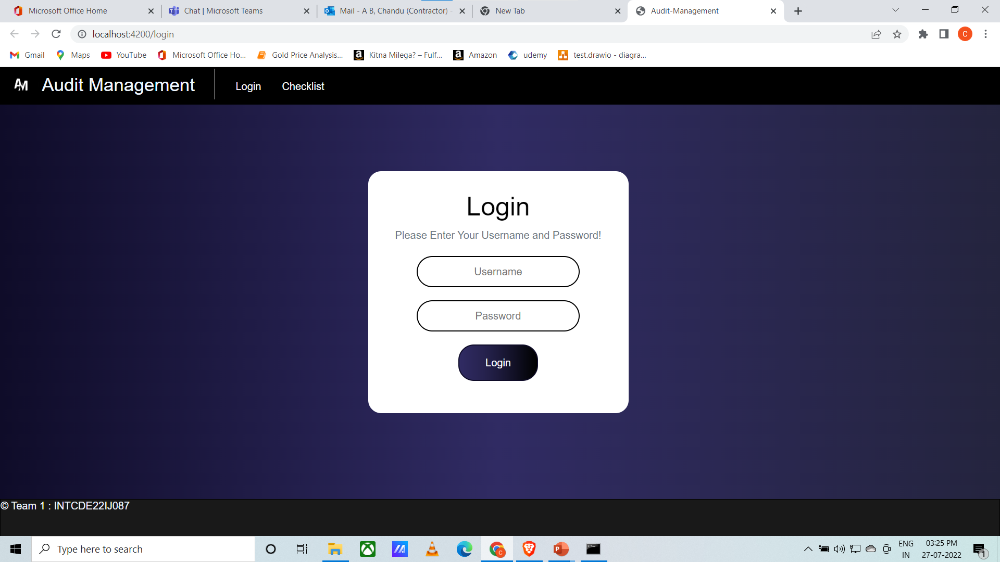 Microsoft Office Home
Chat | Microsoft Teams
Mail - A B, Chandu (Contractor) -
New Tab
Audit-Management
localhost:4200/login
C
Gmail
Maps
YouTube
Microsoft Office Ho...
Gold Price Analysis...
Kitna Milega? – Fulf...
Amazon
udemy
test.drawio - diagra...
AM
Audit Management
Login
Checklist
Login
Please Enter Your Username and Password!
Username
Password
Login
© Team 1 : INTCDE22IJ087
Type here to search
ENG
IN
03:25 PM
27-07-2022
1